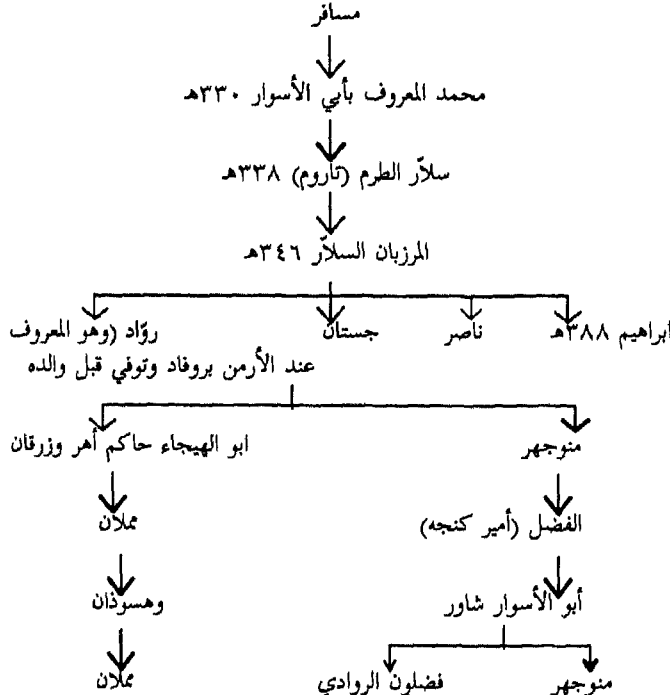 مسافر
محمد المعروف بأبي الأسوار ٣٣٠هـ
سلاّر الطرم (تاروم) ٣٣٨هـ
المرزبان السلاّر ٣٤٦هـ
ابراهيم ٣٨٨هـ ناصر جستان روّاد (وهو المعروف
عند الأرمن بروفاد وتوفي قبل والده
منوجهر ابو الهيجاء حاكم أهر وزرقان
الفضل (أمير كنجه) مملان
أبو الأسوار شاور وهسوذان
منوجهر فضلون الروادي مملان